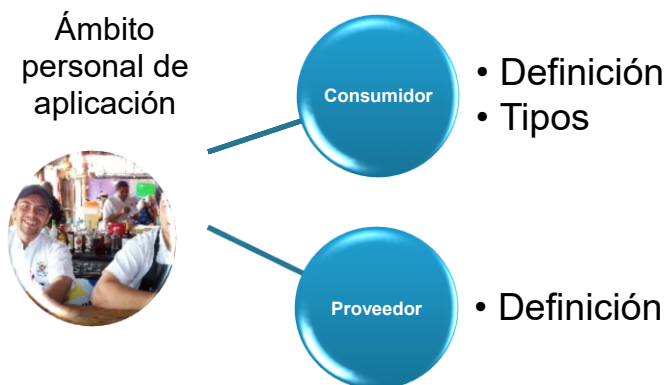 Ámbito
personal de
aplicación
Consumidor
• Definición
• Tipos
Proveedor
• Definición